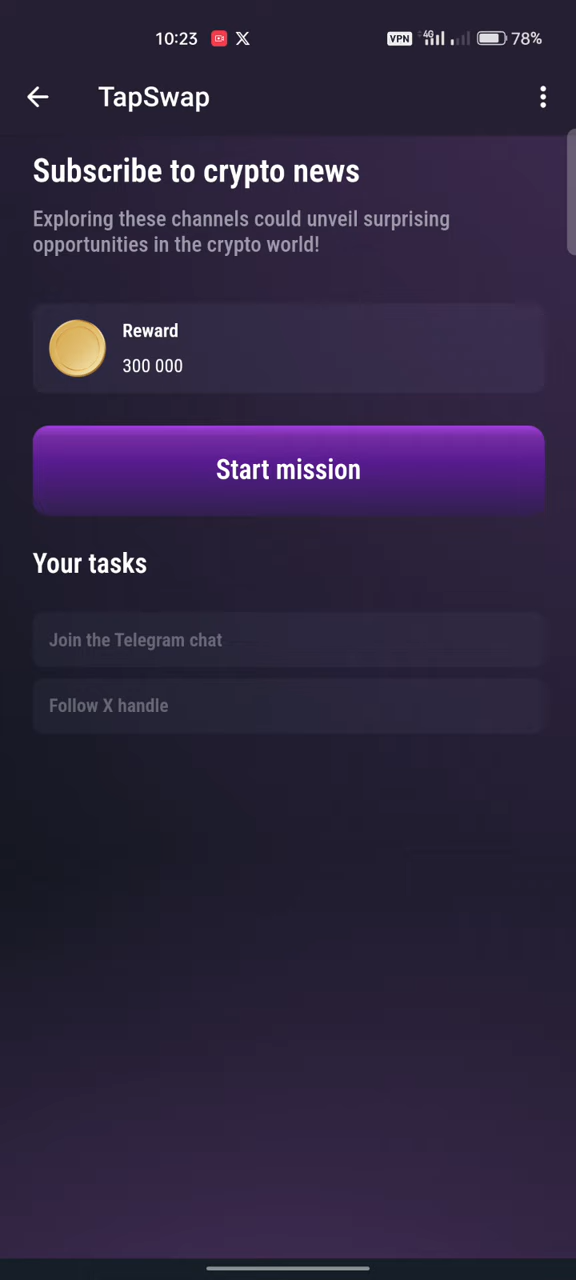 10:23 VPN 4G 78%
TapSwap
Subscribe to crypto news
Exploring these channels could unveil surprising
opportunities in the crypto world!
Reward
300 000
Start mission
Your tasks
Join the Telegram chat
Follow X handle